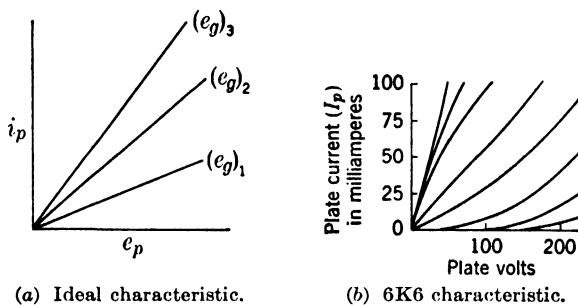 (e_g)_3
(e_g)_2
(e_g)_1
i_p
e_p
(a) Ideal characteristic.
Plate current (I_p)
in milliamperes
100
75
50
25
0
100
200
Plate volts
(b) 6K6 characteristic.